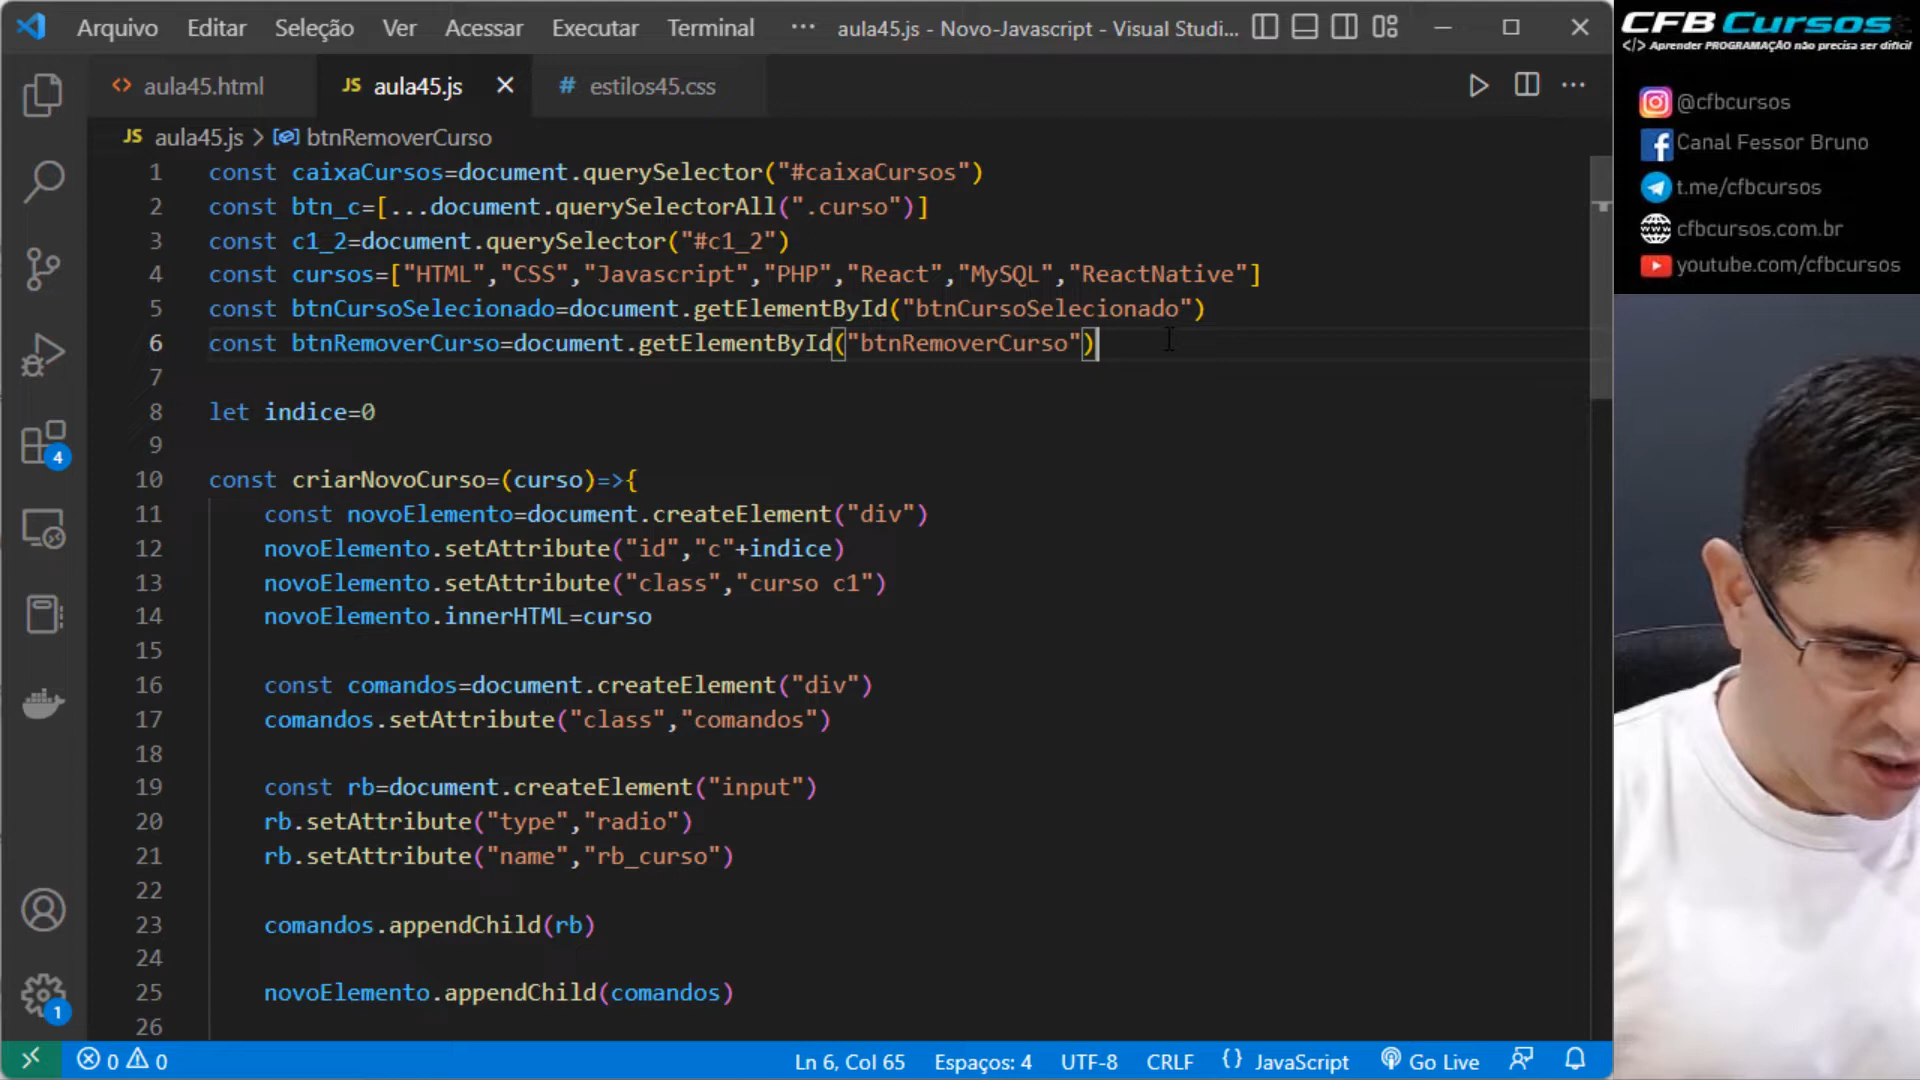 Arquivo Editar Seleção Ver Acessar Executar Terminal ··· aula45.js - Novo-Javascript - Visual Studi...
aula45.html
JS aula45.js
# estilos45.css
JS aula45.js > btnRemoverCurso
1 const caixaCursos=document.querySelector("#caixaCursos")
2 const btn_c=[...document.querySelectorAll(".curso")]
3 const c1_2=document.querySelector("#c1_2")
4 const cursos=["HTML","CSS","Javascript","PHP","React","MySQL","ReactNative"]
5 const btnCursoSelecionado=document.getElementById("btnCursoSelecionado")
6 const btnRemoverCurso=document.getElementById("btnRemoverCurso")
7
8 let indice=0
9
10 const criarNovoCurso=(curso)=>{
11 const novoElemento=document.createElement("div")
12 novoElemento.setAttribute("id","c"+indice)
13 novoElemento.setAttribute("class","curso c1")
14 novoElemento.innerHTML=curso
15
16 const comandos=document.createElement("div")
17 comandos.setAttribute("class","comandos")
18
19 const rb=document.createElement("input")
20 rb.setAttribute("type","radio")
21 rb.setAttribute("name","rb_curso")
22
23 comandos.appendChild(rb)
24
25 novoElemento.appendChild(comandos)
26
4
1
0 0 Ln 6, Col 65 Espaços: 4 UTF-8 CRLF {} JavaScript Go Live
CFB Cursos
</> Aprender PROGRAMAÇÃO não precisa ser difícil
@cfbcursos
Canal Fessor Bruno
t.me/cfbcursos
cfbcursos.com.br
youtube.com/cfbcursos